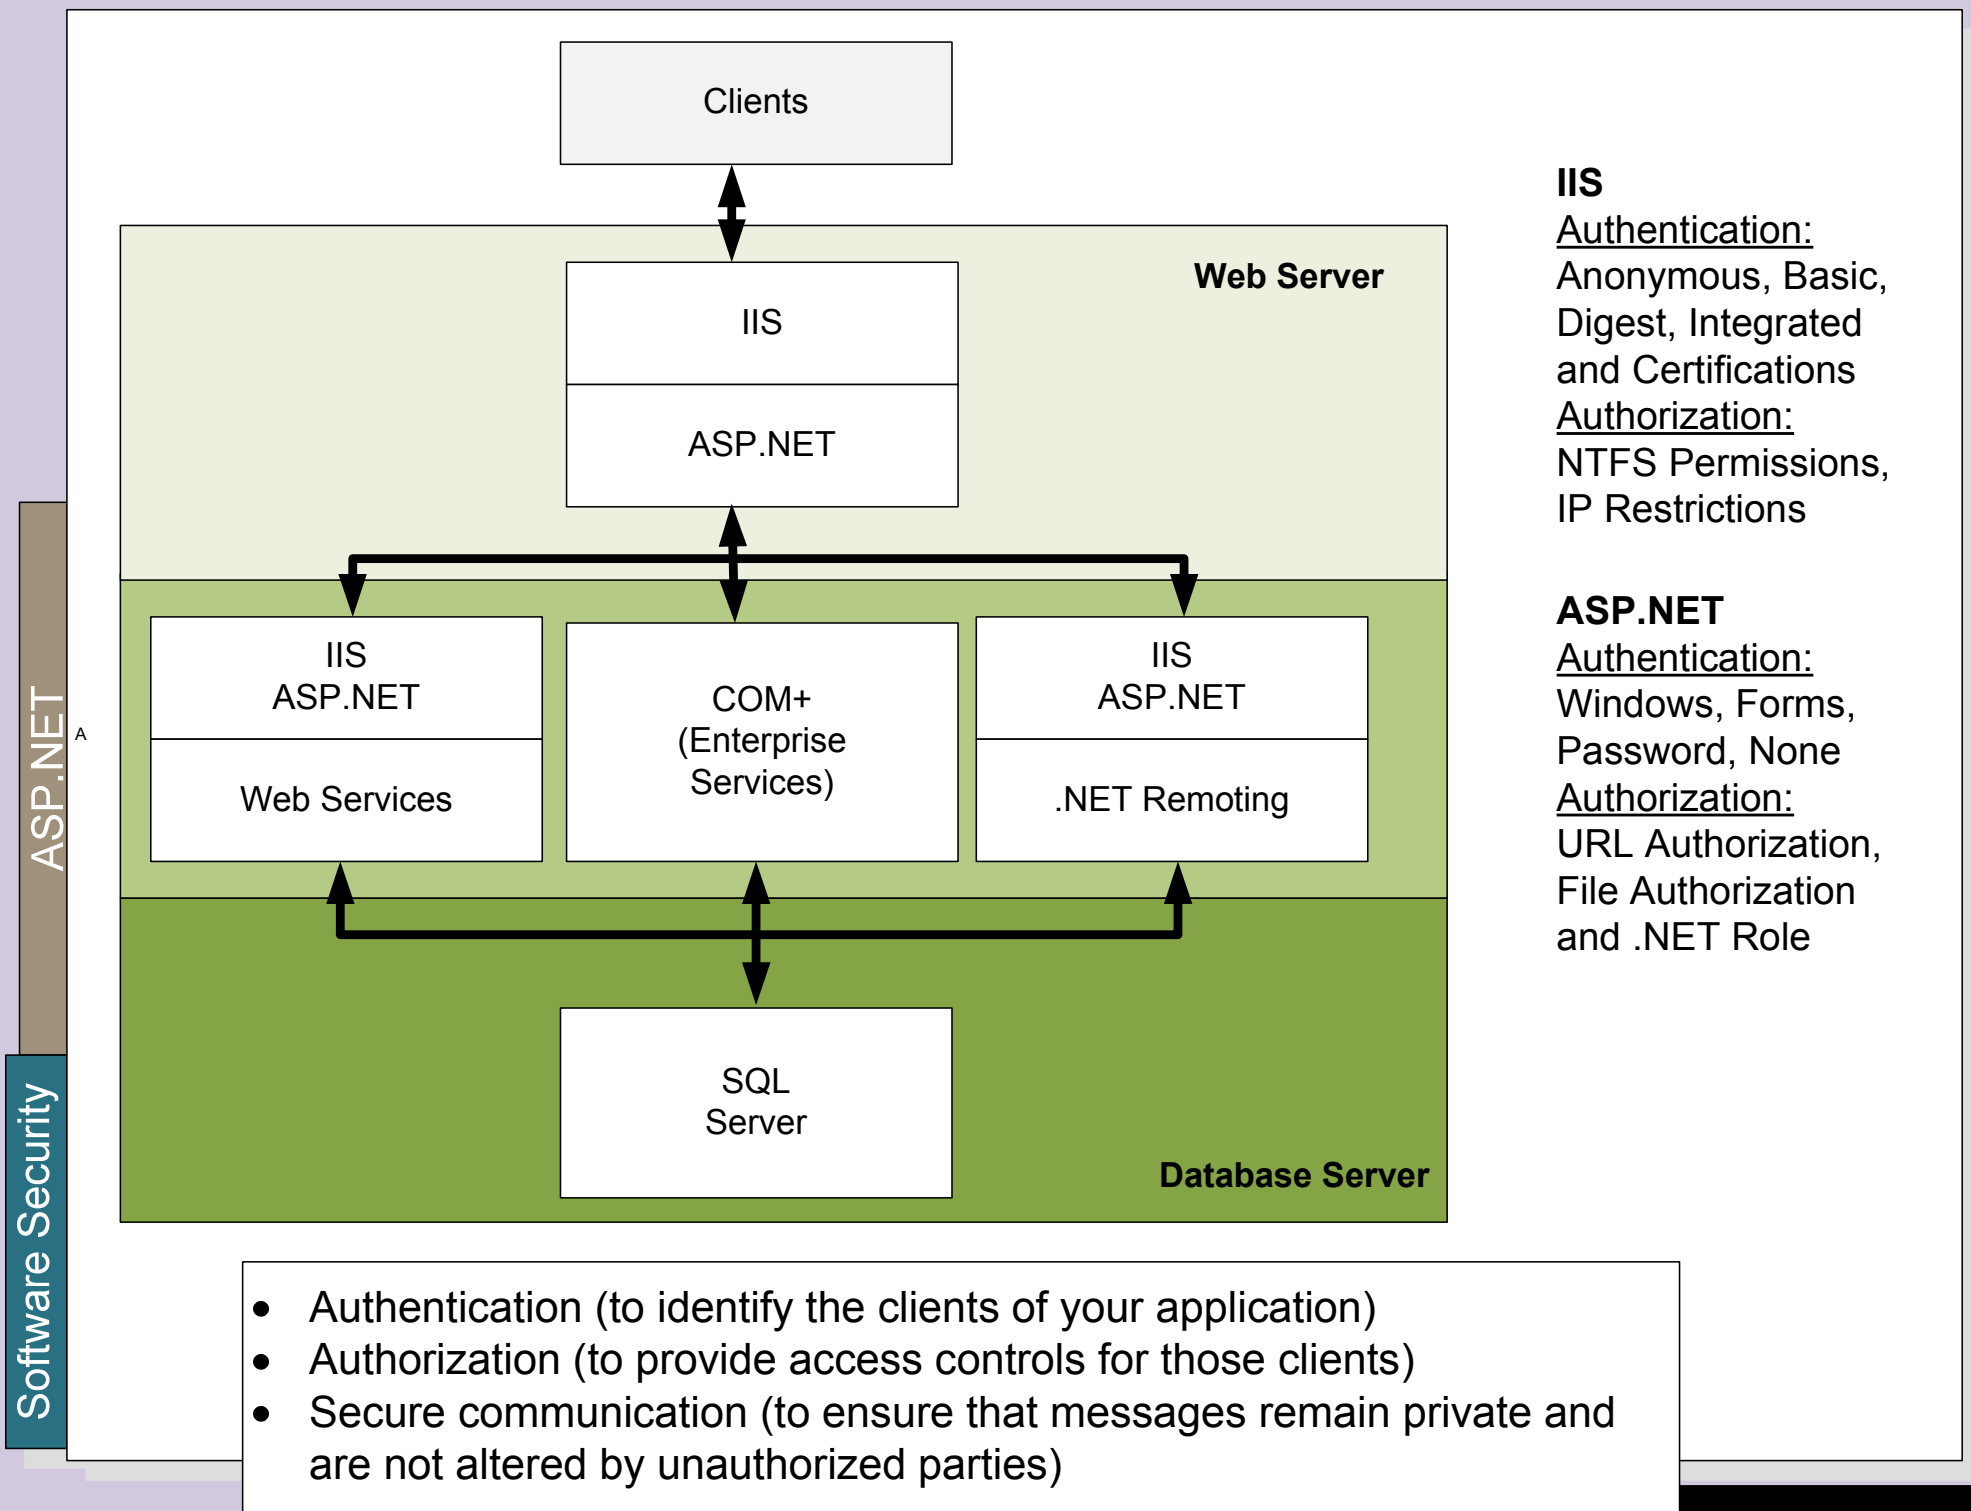 Clients
Web Server
IIS
ASP.NET
IIS
ASP.NET
Web Services
COM+
(Enterprise
Services)
IIS
ASP.NET
.NET Remoting
SQL
Server
Database Server
IIS
Authentication:
Anonymous, Basic,
Digest, Integrated
and Certifications
Authorization:
NTFS Permissions,
IP Restrictions
ASP.NET
Authentication:
Windows, Forms,
Password, None
Authorization:
URL Authorization,
File Authorization
and .NET Role
ASP.NET
A
Software Security
• Authentication (to identify the clients of your application)
• Authorization (to provide access controls for those clients)
• Secure communication (to ensure that messages remain private and
are not altered by unauthorized parties)